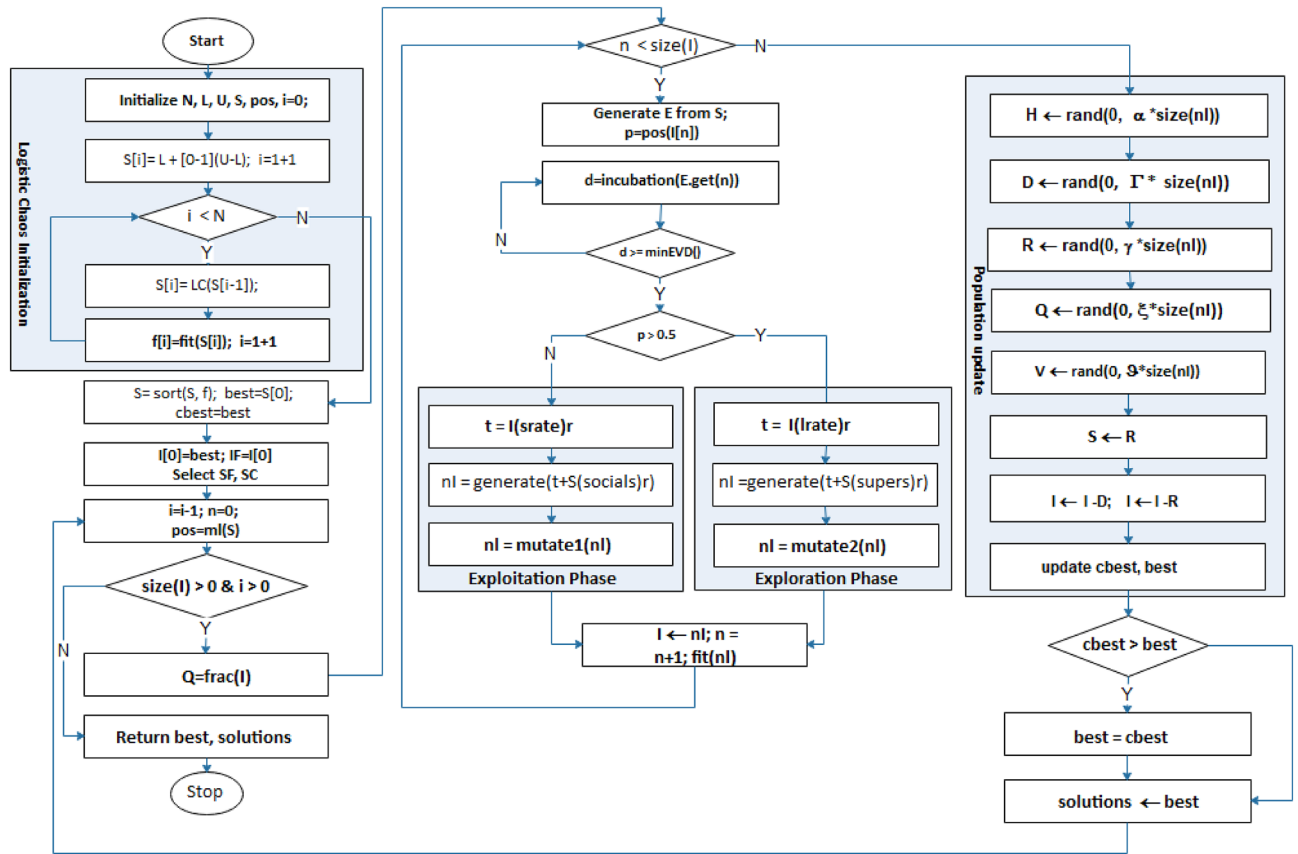 Start
Logistic Chaos Initialization
Initialize N, L, U, S, pos, i=0;
S[i]= L + [0-1](U-L); i=1+1
i < N
N
Y
S[i]= LC(S[i-1]);
f[i]=fit(S[i]); i=1+1
S= sort(S, f); best=S[0];
cbest=best
I[0]=best; IF=I[0]
Select SF, SC
i=i-1; n=0;
pos=ml(S)
size(I) > 0 & i > 0
Y
N
Q=frac(I)
Return best, solutions
Stop
n < size(I)
N
Y
Generate E from S;
p=pos(I[n])
d=incubation(E.get(n))
N
d >= minEVD()
Y
p > 0.5
N
Y
t = I(srate)r
nI = generate(t+S(socials)r)
nI = mutate1(nI)
Exploitation Phase
t = I(lrate)r
nI =generate(t+S(supers)r)
nI = mutate2(nI)
Exploration Phase
I ← nI; n =
n+1; fit(nI)
Population update
H ← rand(0, α *size(nI))
D ← rand(0, Γ * size(nI))
R ← rand(0, γ *size(nI))
Q ← rand(0, ξ*size(nI))
V ← rand(0, ϑ*size(nI))
S ← R
I ← I -D; I ← I -R
update cbest, best
cbest > best
Y
best = cbest
solutions ← best